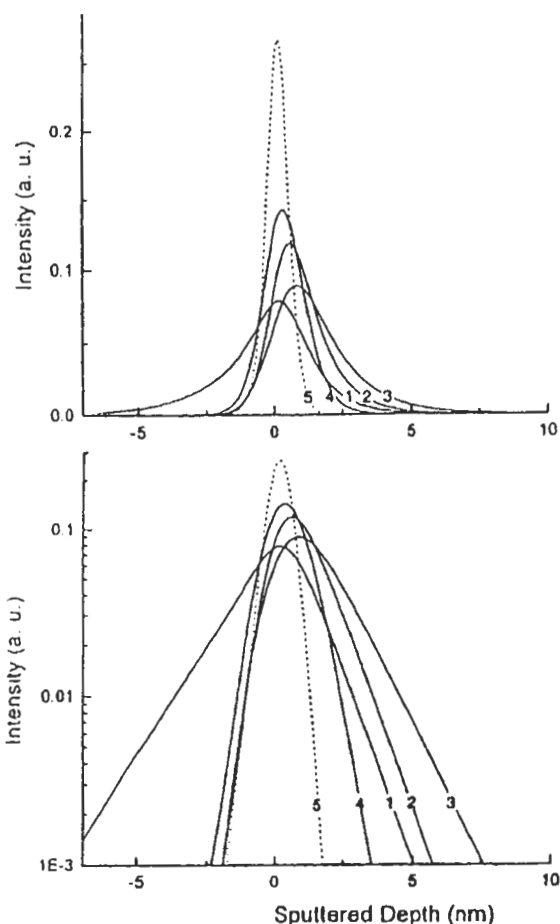 Intensity (a. u.)
0.2
0.1
0.0
5 4 1 2 3
-5 0 5 10
Intensity (a. u.)
0.1
0.01
1E-3
5 4 1 2 3
-5 0 5 10
Sputtered Depth (nm)